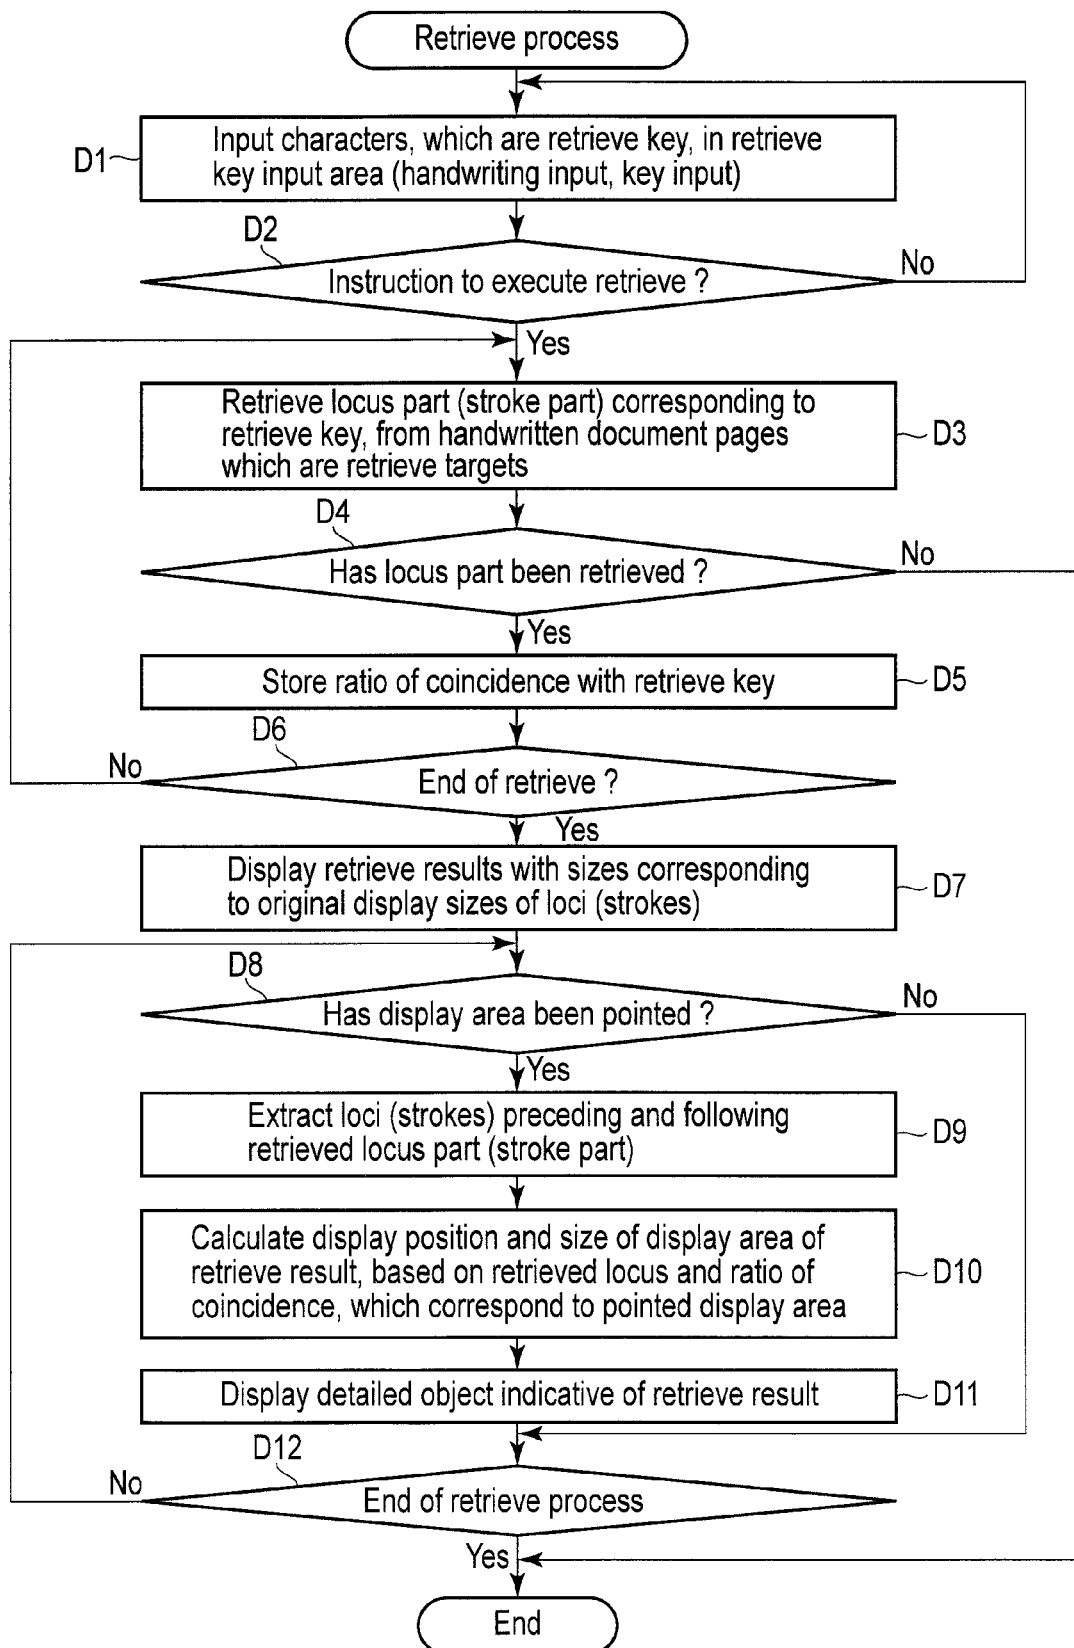 Retrieve process
Input characters, which are retrieve key, in retrieve
key input area (handwriting input, key input)
D1
D2
Instruction to execute retrieve ?
No
Yes
Retrieve locus part (stroke part) corresponding to
retrieve key, from handwritten document pages
which are retrieve targets
D3
D4
Has locus part been retrieved ?
No
Yes
Store ratio of coincidence with retrieve key
D5
D6
End of retrieve ?
No
Yes
Display retrieve results with sizes corresponding
to original display sizes of loci (strokes)
D7
D8
Has display area been pointed ?
No
Yes
Extract loci (strokes) preceding and following
retrieved locus part (stroke part)
D9
Calculate display position and size of display area of
retrieve result, based on retrieved locus and ratio of
coincidence, which correspond to pointed display area
D10
Display detailed object indicative of retrieve result
D11
D12
End of retrieve process
No
Yes
End